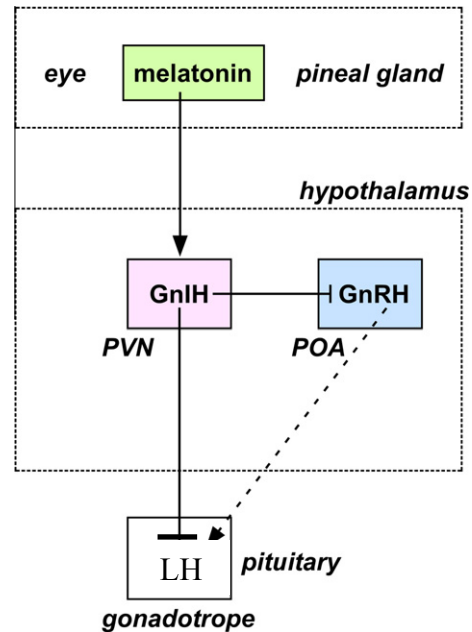 eye melatonin pineal gland
hypothalamus
GnIH GnRH
PVN POA
LH pituitary
gonadotrope